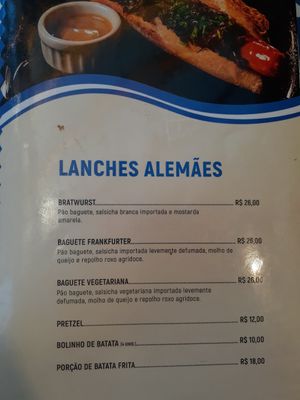 LANCHES ALEMÃES
BRATWURST R$ 26,00
Pão baguete, salsicha branca importada e mostarda
amarela.
BAGUETE FRANKFURTER R$ 26,00
Pão baguete, salsicha importada levemente defumada, molho de
queijo e repolho roxo agridoce.
BAGUETE VEGETARIANA R$ 26,00
Pão baguete, salsicha vegetariana importada levemente
defumada, molho de queijo e repolho roxo agridoce.
PRETZEL R$ 12,00
BOLINHO DE BATATA R$ 10,00
PORÇÃO DE BATATA FRITA R$ 18,00